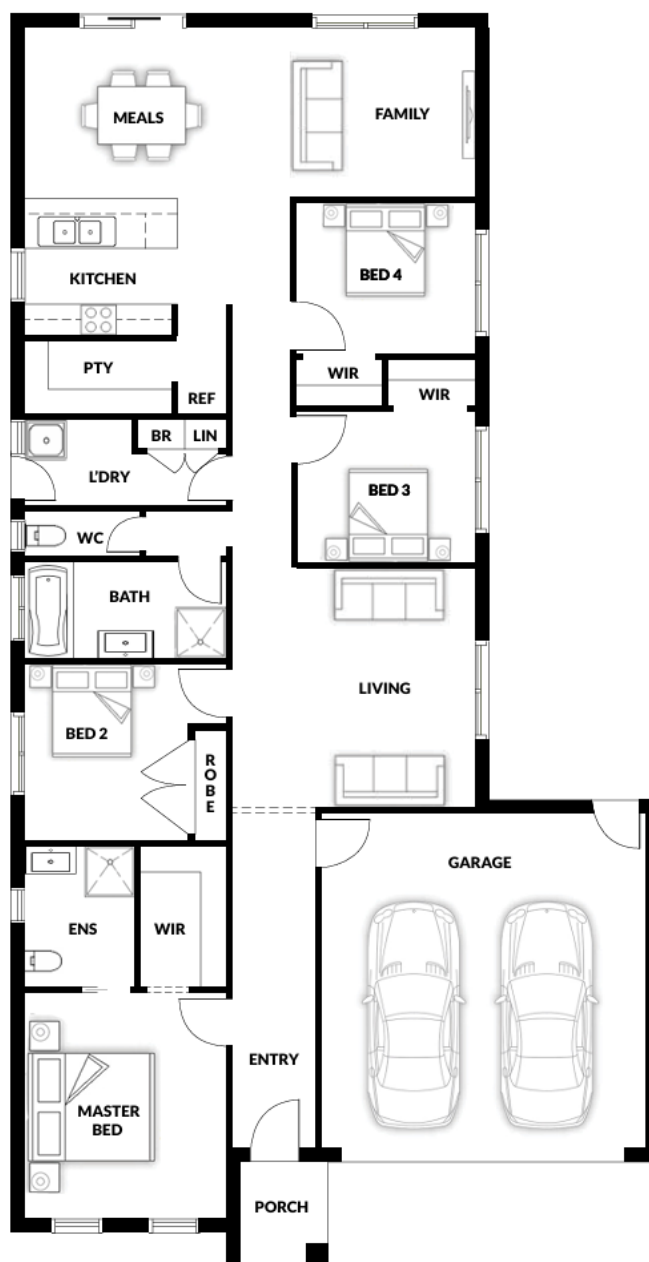 MEALS
FAMILY
KITCHEN
BED 4
PTY
REF
WIR
WIR
BR
LIN
L'DRY
BED 3
WC
BATH
LIVING
BED 2
ROBE
GARAGE
ENS
WIR
ENTRY
MASTER
BED
PORCH